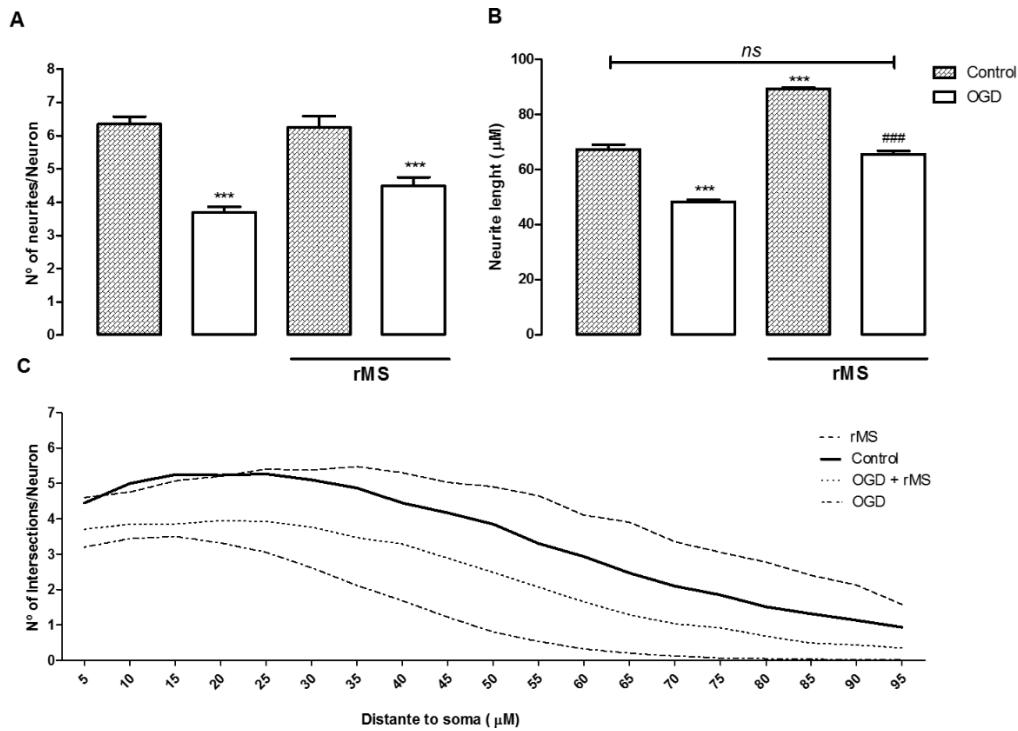 A
Nº of neurites/Neuron
8
7
6
5
4
3
2
1
0
***
***
rMS
B
ns
Neurite lenght ( µM)
100
80
60
40
20
0
***
***
###
rMS
Control
OGD
C
Nº of Intersections/Neuron
7
6
5
4
3
2
1
0
rMS
Control
OGD + rMS
OGD
5 10 15 20 25 30 35 40 45 50 55 60 65 70 75 80 85 90 95
Distante to soma ( µM)